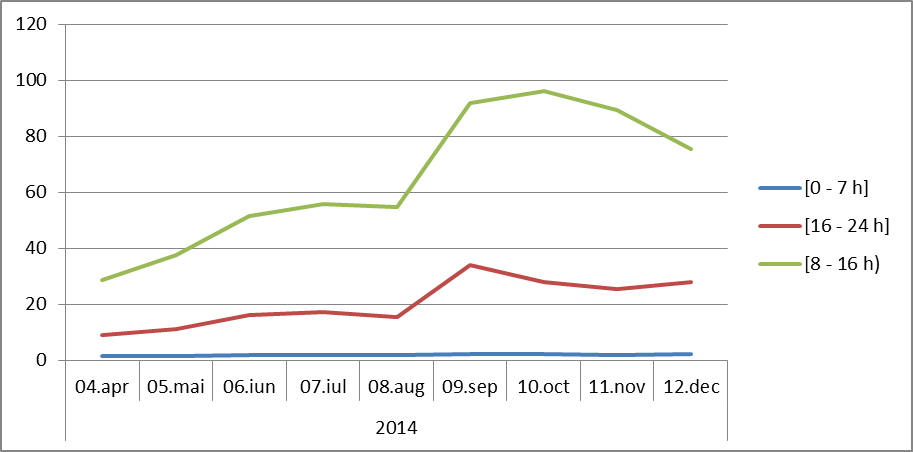 120
100
80
60
40
20
0
04.apr 05.mai 06.iun 07.iul 08.aug 09.sep 10.oct 11.nov 12.dec
2014
[0 - 7 h]
[16 - 24 h]
[8 - 16 h)